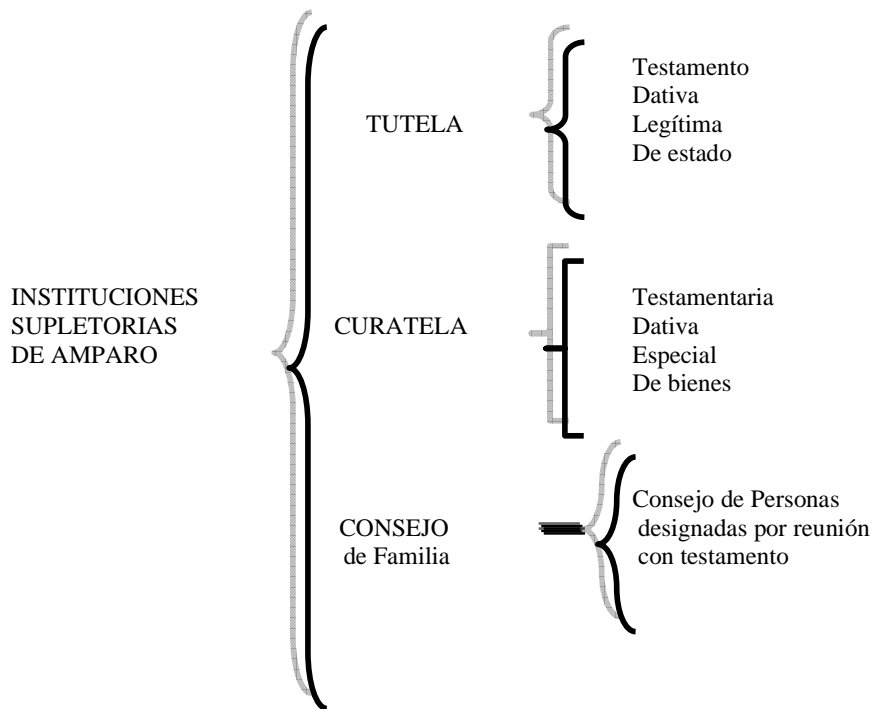 INSTITUCIONES
SUPLETORIAS
DE AMPARO
TUTELA
Testamento
Dativa
Legítima
De estado
CURATELA
Testamentaria
Dativa
Especial
De bienes
CONSEJO
de Familia
Consejo de Personas
designadas por reunión
con testamento